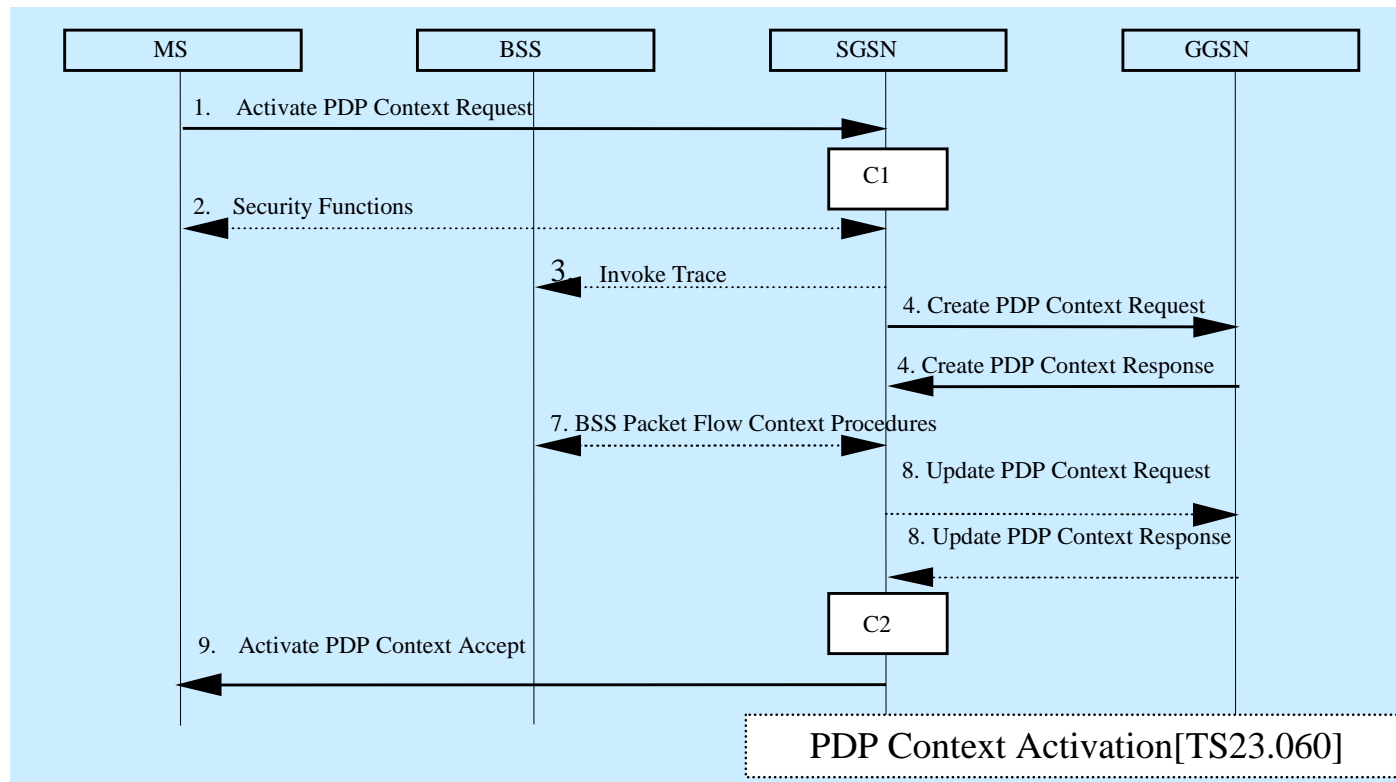 MS BSS SGSN GGSN
1. Activate PDP Context Request
C1
2. Security Functions
3. Invoke Trace
4. Create PDP Context Request
4. Create PDP Context Response
7. BSS Packet Flow Context Procedures
8. Update PDP Context Request
8. Update PDP Context Response
C2
9. Activate PDP Context Accept
PDP Context Activation[TS23.060]